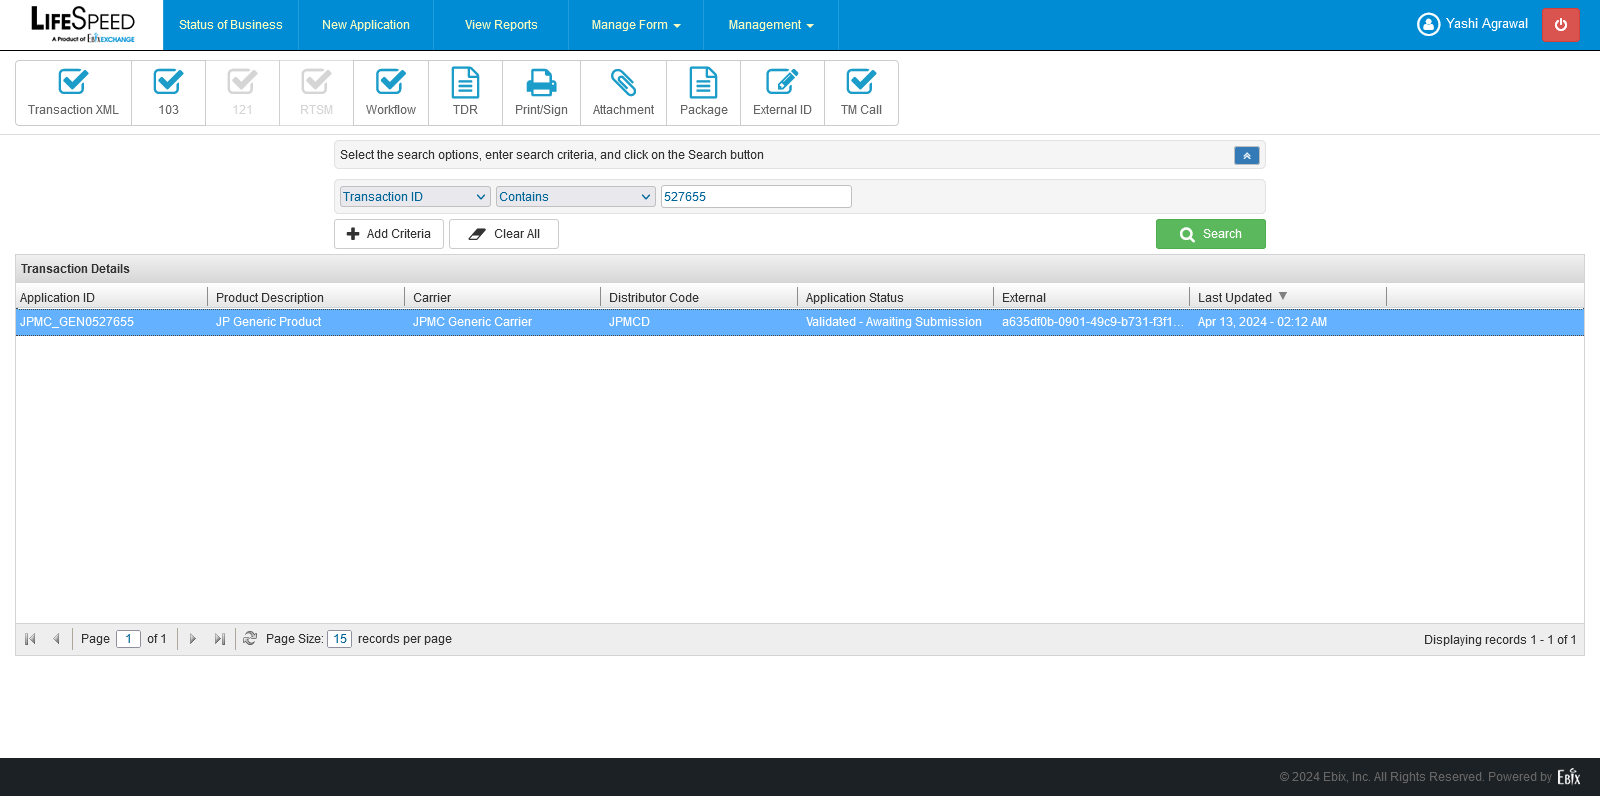 LIFESPEED
A Product of EbixEXCHANGE
Status of Business
New Application
View Reports
Manage Form
Management
Yashi Agrawal
Transaction XML
103
121
RTSM
Workflow
TDR
Print/Sign
Attachment
Package
External ID
TM Call
Select the search options, enter search criteria, and click on the Search button
Transaction ID
Contains
527655
Add Criteria
Clear All
Search
Transaction Details
Application ID Product Description Carrier Distributor Code Application Status External Last Updated
JPMC_GEN0527655 JP Generic Product JPMC Generic Carrier JPMCD Validated - Awaiting Submission a635df0b-0901-49c9-b731-f3f1... Apr 13, 2024 - 02:12 AM
Page 1 of 1 Page Size: 15 records per page Displaying records 1 - 1 of 1
© 2024 Ebix, Inc. All Rights Reserved. Powered by Ebix